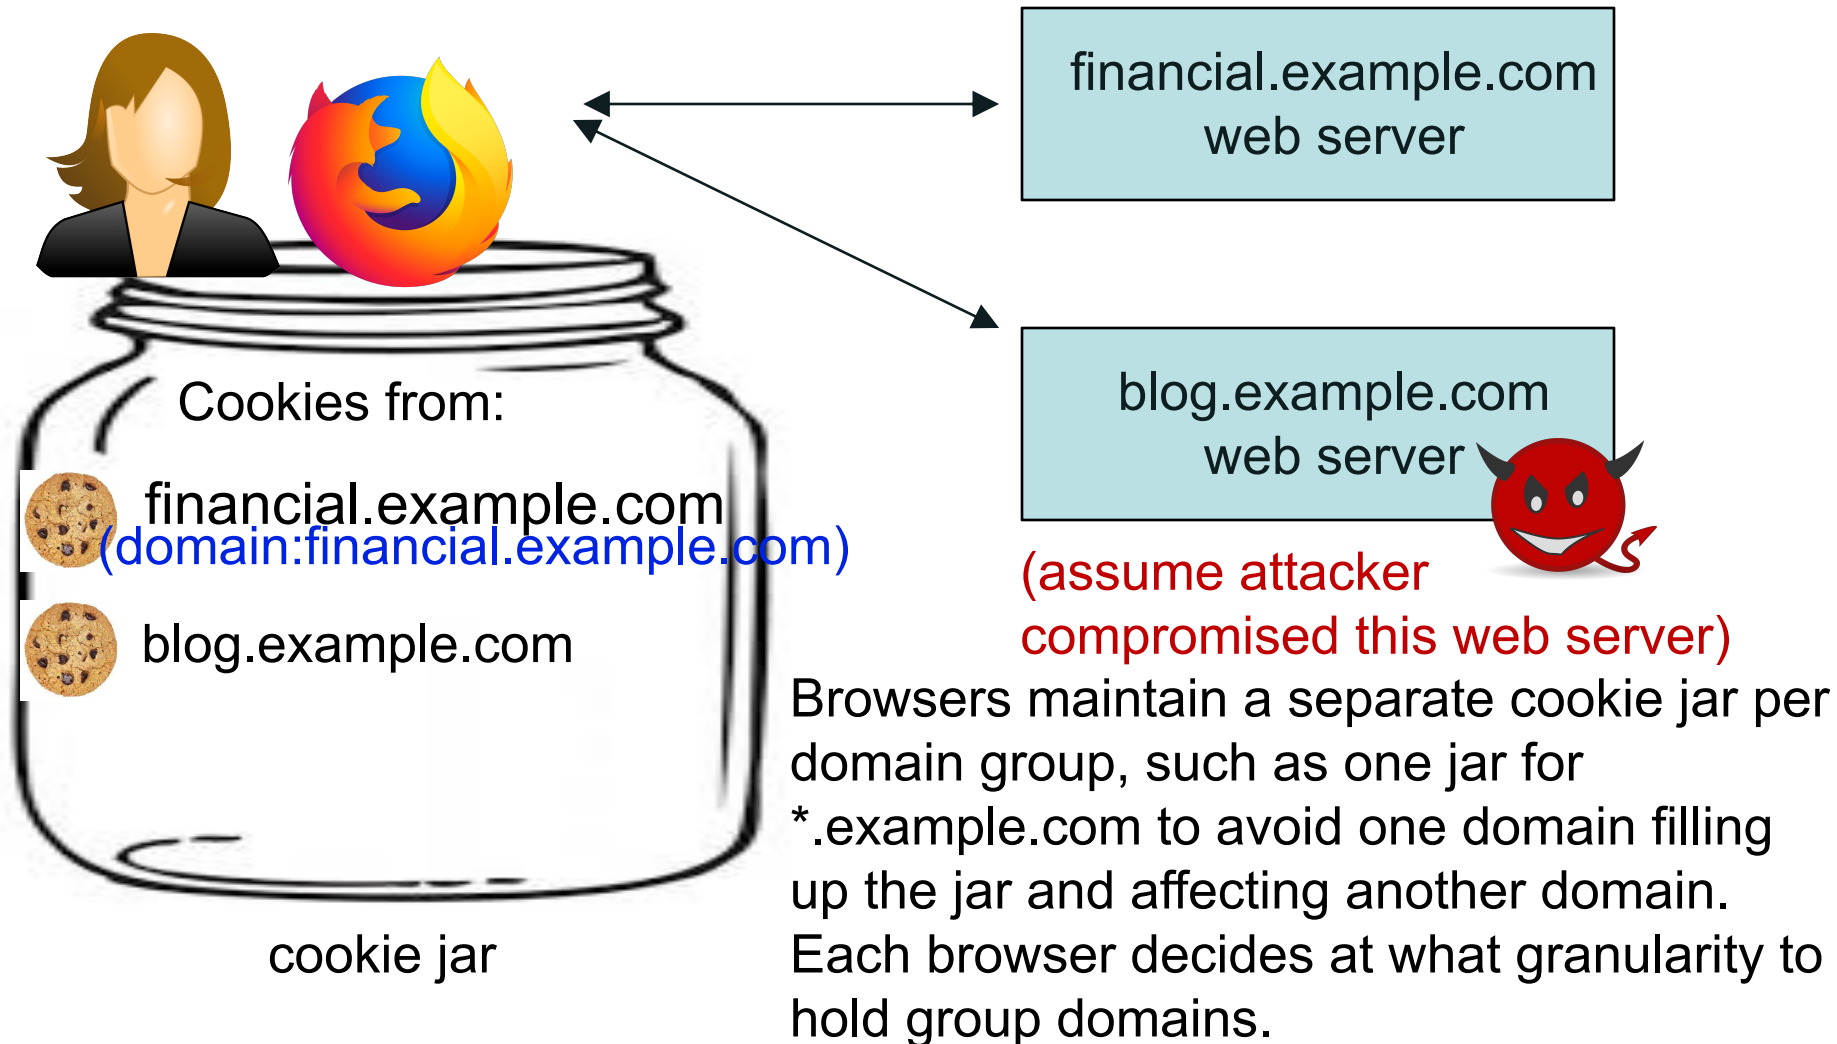 financial.example.com
web server
blog.example.com
web server
(assume attacker
compromised this web server)
Cookies from:
financial.example.com
(domain:financial.example.com)
blog.example.com
cookie jar
Browsers maintain a separate cookie jar per
domain group, such as one jar for
*.example.com to avoid one domain filling
up the jar and affecting another domain.
Each browser decides at what granularity to
hold group domains.